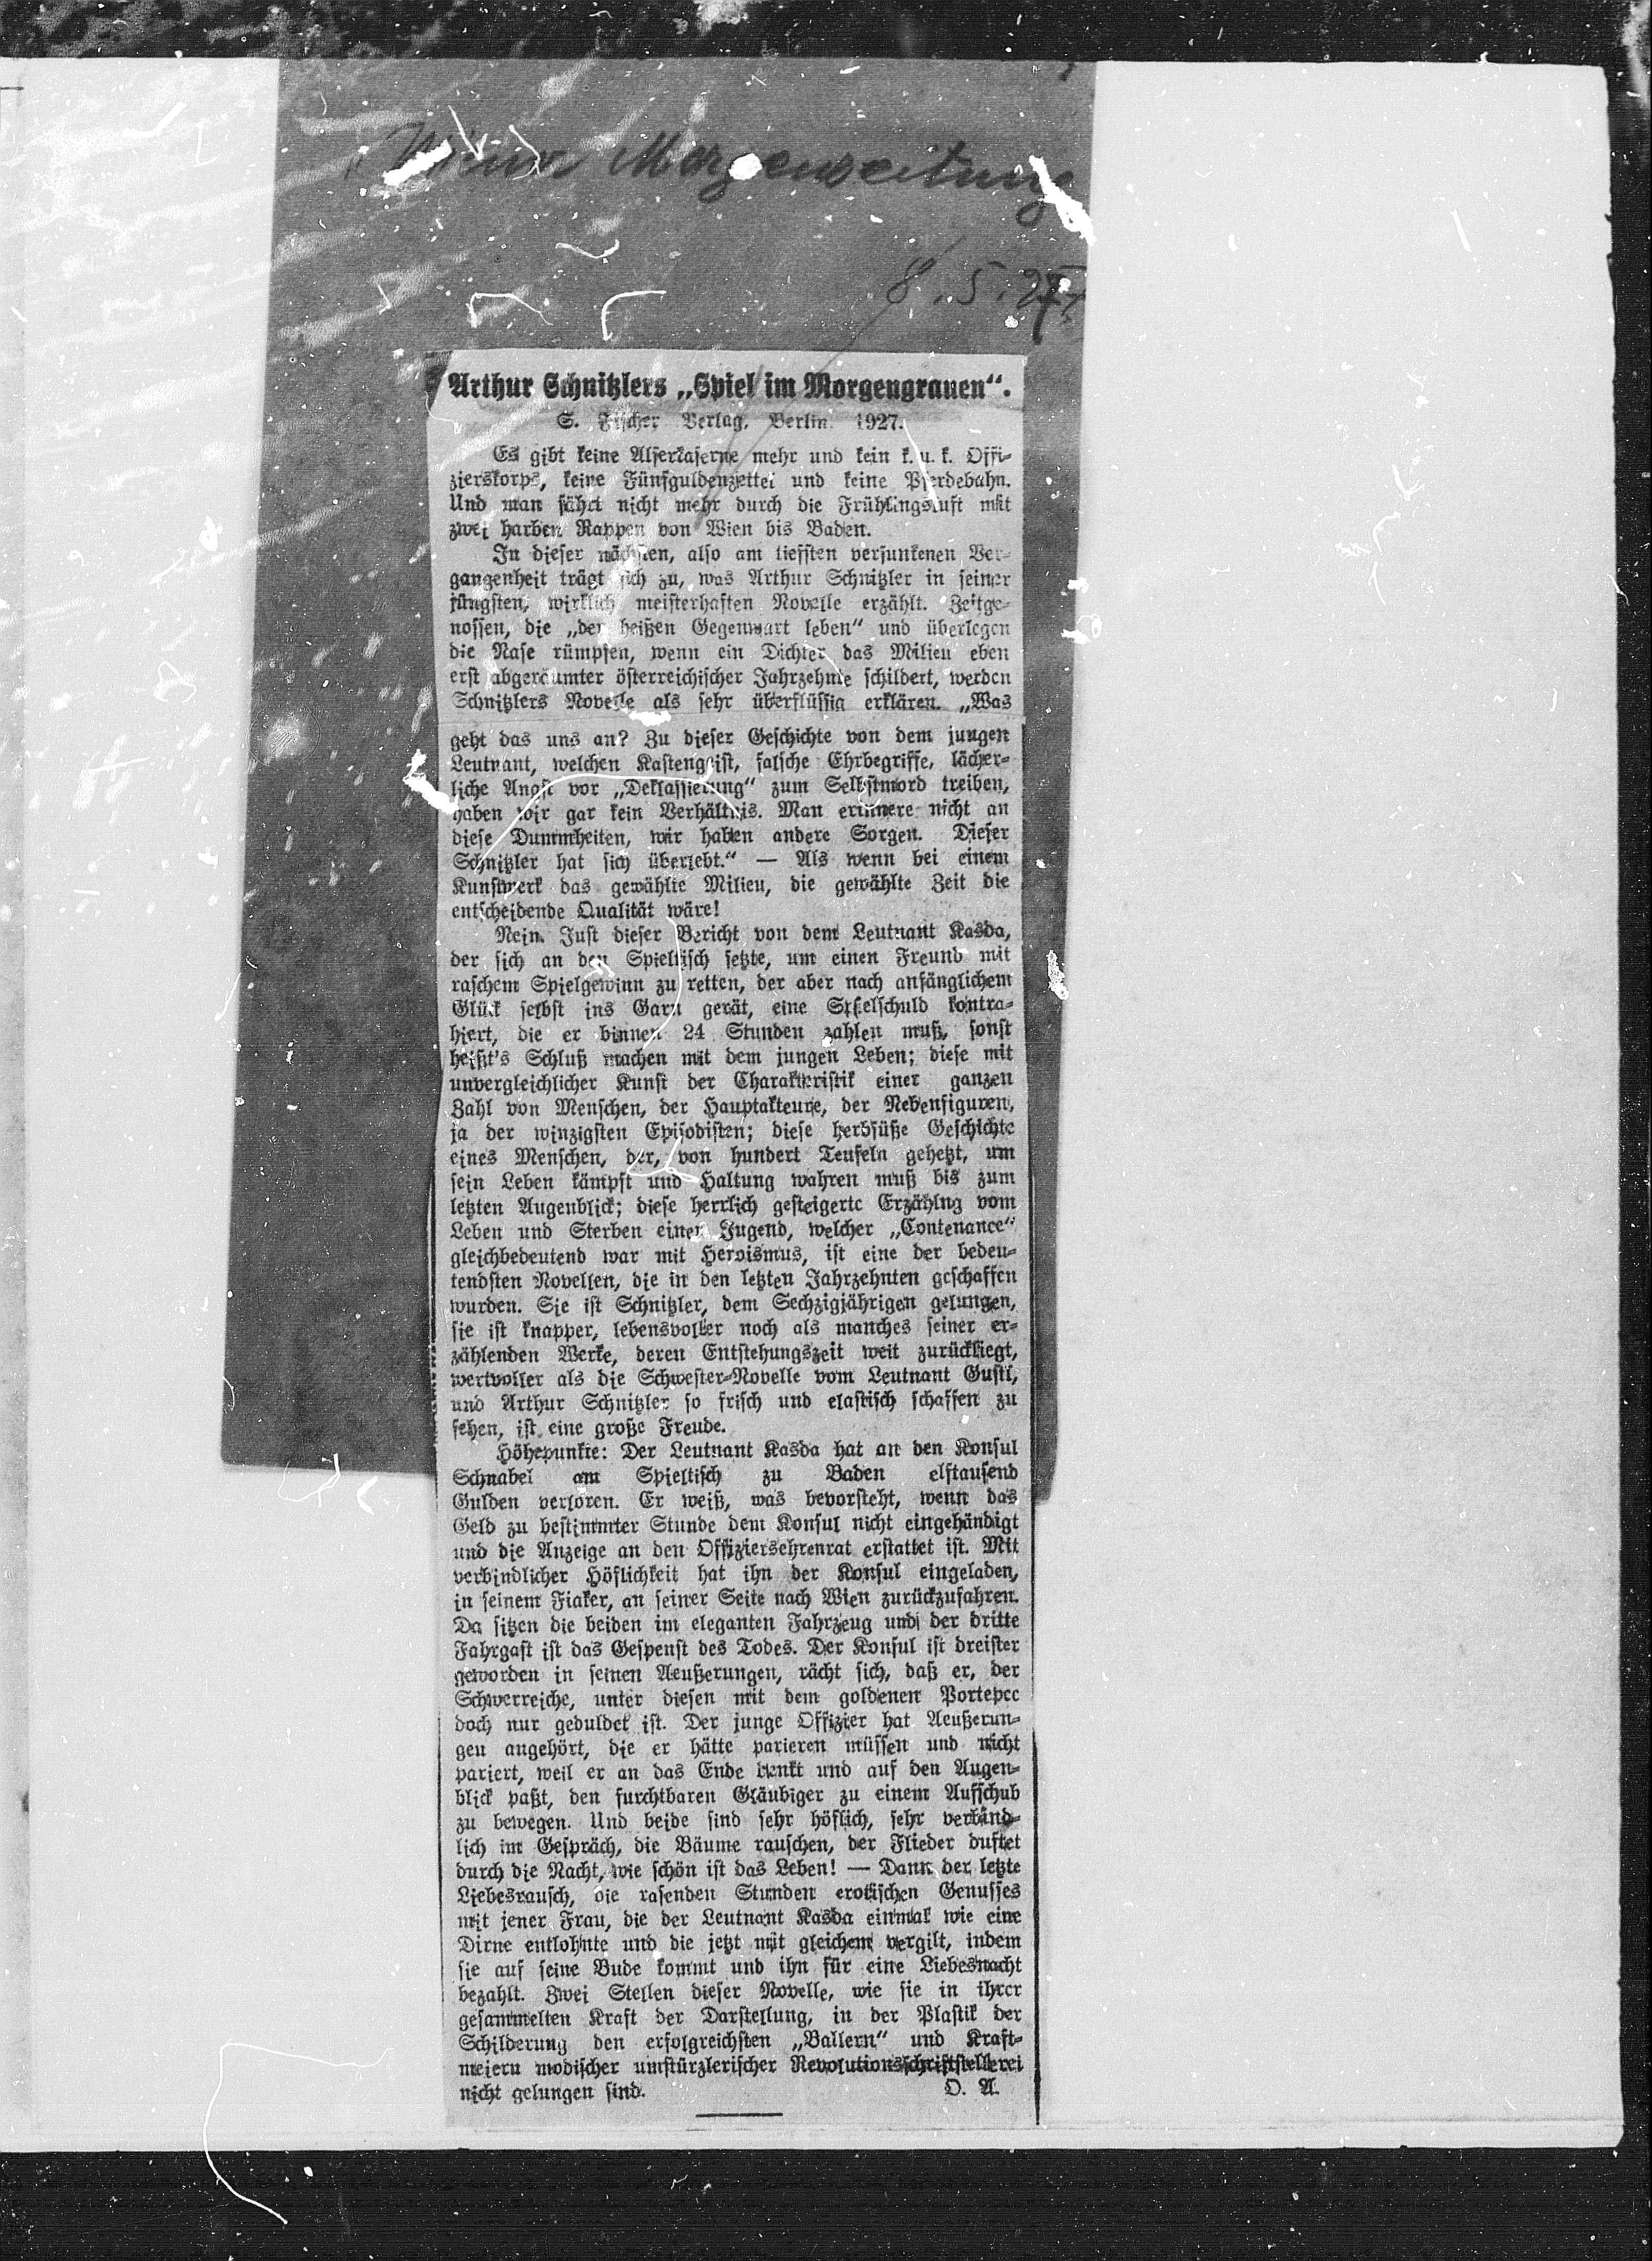 Wiener Morgenzeitung
8.5.27.
Arthur Schnitzlers „Spiel im Morgengrauen“.
S. Fischer Verlag, Berlin 1927.
Es gibt keine Alserkaserne mehr und kein k. u. k. Offi-
zierskorps, keine Fünfguldenzettel und keine Pferdebahn.
Und man fährt nicht mehr durch die Frühlingsluft mit
zwei harben Rappen von Wien bis Baden.
In dieser nächsten, also am tiefsten versunkenen Ver-
gangenheit trägt sich zu, was Arthur Schnitzler in seiner
jüngsten, wirklich meisterhaften Novelle erzählt. Zeitge-
nossen, die „der heißen Gegenwart leben“ und überlegen
die Nase rümpfen, wenn ein Dichter das Milieu eben
erst abgeräumter österreichischer Jahrzehnte schildert, werden
Schnitzlers Novelle als sehr überflüssig erklären. „Was
geht das uns an? Zu dieser Geschichte von dem jungen
Leutnant, welchen Kastengeist, falsche Ehrbegriffe, lächer-
liche Angst vor „Deklassierung“ zum Selbstmord treiben,
haben wir gar kein Verhältnis. Man erinnere nicht an
diese Dummheiten, wir haben andere Sorgen. Dieser
Schnitzler hat sich überlebt.“ — Als wenn bei einem
Kunstwerk das gewählte Milieu, die gewählte Zeit die
entscheidende Qualität wäre!
Nein. Just dieser Bericht von dem Leutnant Kasda,
der sich an den Spieltisch setzte, um einen Freund mit
raschem Spielgewinn zu retten, der aber nach anfänglichem
Glück selbst ins Garn gerät, eine Spielschuld kontra-
hiert, die er binnen 24 Stunden zahlen muß, sonst
heißt's Schluß machen mit dem jungen Leben; diese mit
unvergleichlicher Kunst der Charakteristik einer ganzen
Zahl von Menschen, der Hauptakteure, der Nebenfiguren,
ja der winzigsten Episodisten; diese herbsüße Geschichte
eines Menschen, der, von hundert Teufeln gehetzt, um
sein Leben kämpft und Haltung wahren muß bis zum
letzten Augenblick; diese herrlich gesteigerte Erzählng vom
Leben und Sterben einer Jugend, welcher „Contenance“
gleichbedeutend war mit Heroismus, ist eine der bedeu-
tendsten Novellen, die in den letzten Jahrzehnten geschaffen
wurden. Sie ist Schnitzler, dem Sechzigjährigen gelungen,
sie ist knapper, lebensvoller noch als manches seiner er-
zählenden Werke, deren Entstehungszeit weit zurückliegt,
wertvoller als die Schwester-Novelle vom Leutnant Gustl,
und Arthur Schnitzler so frisch und elastisch schaffen zu
sehen, ist eine große Freude.
Höhepunkte: Der Leutnant Kasda hat an den Konsul
Schnabel am Spieltisch zu Baden elftausend
Gulden verloren. Er weiß, was bevorsteht, wenn das
Geld zu bestimmter Stunde dem Konsul nicht eingehändigt
und die Anzeige an den Offiziersehrenrat erstattet ist. Mit
verbindlicher Höflichkeit hat ihn der Konsul eingeladen,
in seinem Fiaker, an seiner Seite nach Wien zurückzufahren.
Da sitzen die beiden im eleganten Fahrzeug und der dritte
Fahrgast ist das Gespenst des Todes. Der Konsul ist dreister
geworden in seinen Aeußerungen, rächt sich, daß er, der
Schwerreiche, unter diesen mit dem goldenen Portepee
doch nur geduldet ist. Der junge Offizier hat Aeußerun-
gen angehört, die er hätte parieren müssen und nicht
pariert, weil er an das Ende denkt und auf den Augen-
blick paßt, den furchtbaren Gläubiger zu einem Aufschub
zu bewegen. Und beide sind sehr höflich, sehr verbind-
lich im Gespräch, die Bäume rauschen, der Flieder duftet
durch die Nacht, wie schön ist das Leben! — Dann der letzte
Liebesrausch, die rasenden Stunden erotischen Genusses
mit jener Frau, die der Leutnant Kasda einmal wie eine
Dirne entlohnte und die jetzt mit gleichem vergilt, indem
sie auf seine Bude kommt und ihn für eine Liebesnacht
bezahlt. Zwei Stellen dieser Novelle, wie sie in ihrer
gesammelten Kraft der Darstellung, in der Plastik der
Schilderung den erfolgreichsten „Ballern“ und Kraft-
meiern modischer umstürzlerischer Revolutionsschriftstellerei
nicht gelungen sind. O. A.